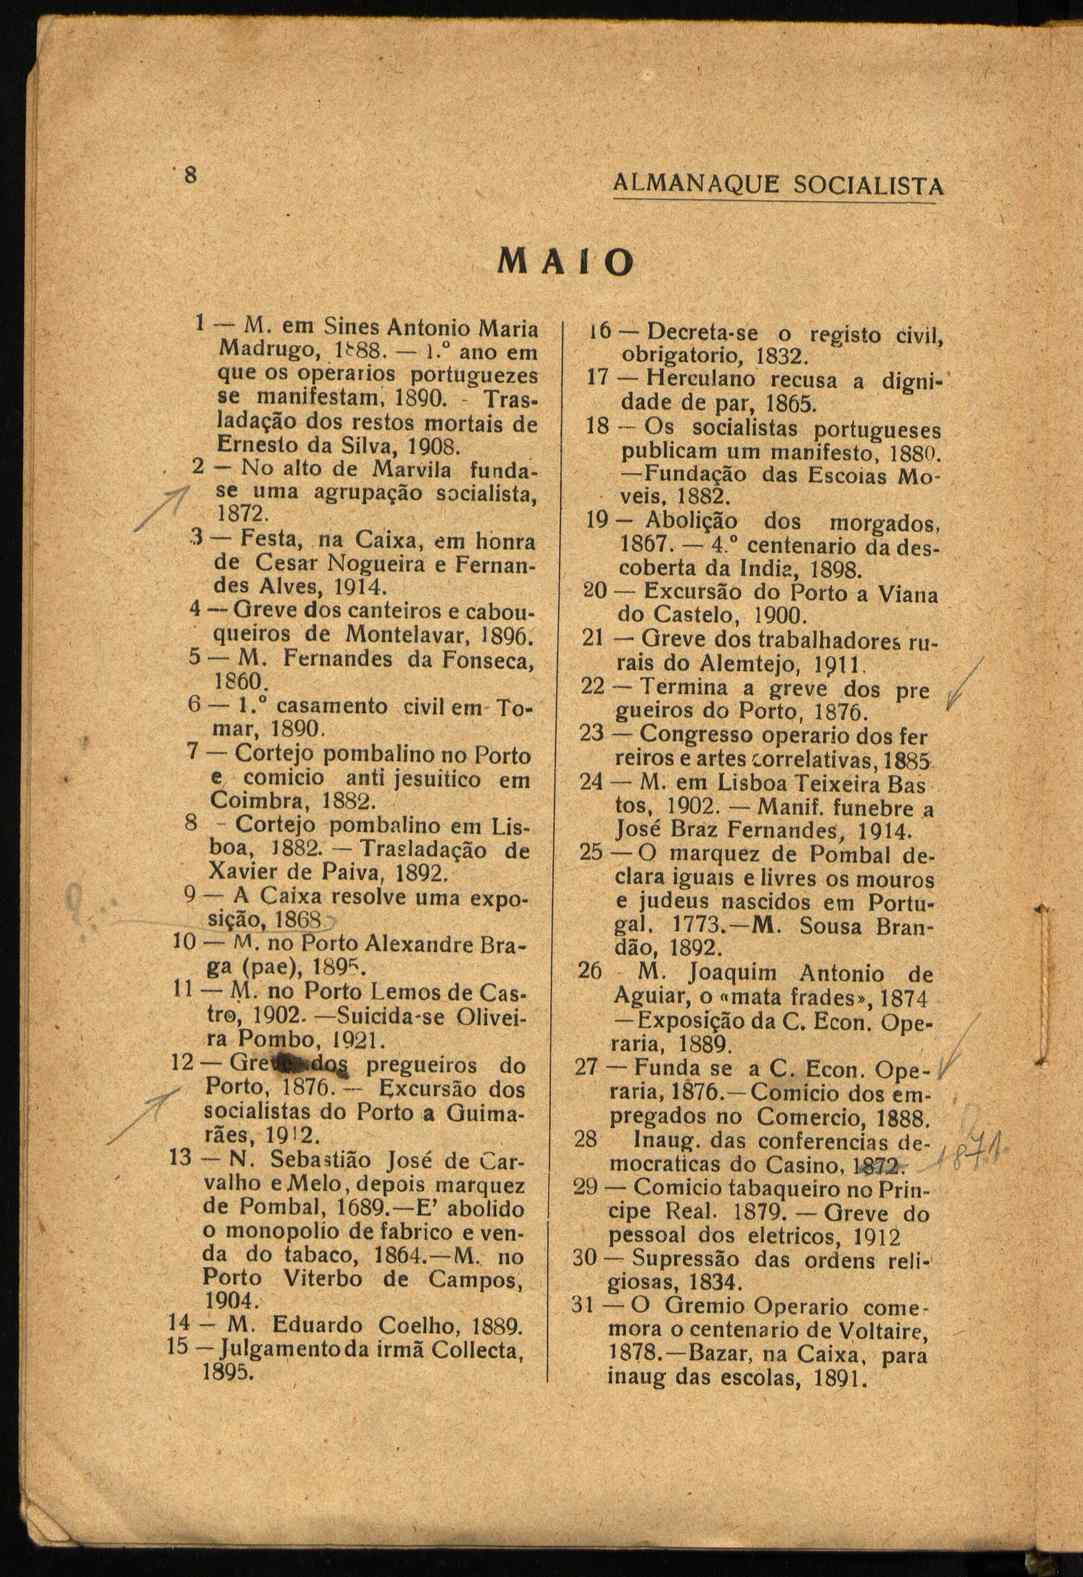 8
ALMANAQUE SOCIALISTA
MAIO
1 — M. em Sines Antonio Maria
Madrugo, 1888. — 1.º ano em
que os operarios portuguezes
se manifestam, 1890. - Tras-
ladação dos restos mortais de
Ernesto da Silva, 1908.
2 — No alto de Marvila funda-
se uma agrupação socialista,
1872.
3 — Festa, na Caixa, em honra
de Cesar Nogueira e Fernan-
des Alves, 1914.
4 — Greve dos canteiros e cabou-
queiros de Montelavar, 1896.
5 — M. Fernandes da Fonseca,
1860.
6 — 1.º casamento civil em To-
mar, 1890.
7 — Cortejo pombalino no Porto
e comicio anti jesuitico em
Coimbra, 1882.
8 - Cortejo pombalino em Lis-
boa, 1882. — Trasladação de
Xavier de Paiva, 1892.
9 — A Caixa resolve uma expo-
sição, 1868
10 — M. no Porto Alexandre Bra-
ga (pae), 1895.
11 — M. no Porto Lemos de Cas-
tro, 1902. —Suicida-se Olivei-
ra Pombo, 1921.
12 — Greve dos pregueiros do
Porto, 1876. — Excursão dos
socialistas do Porto a Guima-
rães, 1912.
13 — N. Sebastião José de Car-
valho e Melo, depois marquez
de Pombal, 1689.—E' abolido
o monopolio de fabrico e ven-
da do tabaco, 1864.—M. no
Porto Viterbo de Campos,
1904.
14 — M. Eduardo Coelho, 1889.
15 — Julgamento da irmã Collecta,
1895.
16 — Decreta-se o registo civil,
obrigatorio, 1832.
17 — Herculano recusa a digni-
dade de par, 1865.
18 — Os socialistas portugueses
publicam um manifesto, 1880.
—Fundação das Escolas Mo-
veis, 1882.
19 — Abolição dos morgados,
1867. — 4.º centenario da des-
coberta da India, 1898.
20 — Excursão do Porto a Viana
do Castelo, 1900.
21 — Greve dos trabalhadores ru-
rais do Alemtejo, 1911.
22 — Termina a greve dos pre
gueiros do Porto, 1876.
23 — Congresso operario dos fer
reiros e artes correlativas, 1885
24 — M. em Lisboa Teixeira Bas
tos, 1902. — Manif. funebre a
José Braz Fernandes, 1914.
25 — O marquez de Pombal de-
clara iguais e livres os mouros
e judeus nascidos em Portu-
gal, 1773.—M. Sousa Bran-
dão, 1892.
26 M. Joaquim Antonio de
Aguiar, o «mata frades», 1874
—Exposição da C. Econ. Ope-
raria, 1889.
27 — Funda se a C. Econ. Ope-
raria, 1876.—Comicio dos em-
pregados no Comercio, 1888.
28 Inaug. das conferencias de-
mocraticas do Casino, 1872. 1871
29 — Comicio tabaqueiro no Prin-
cipe Real. 1879. — Greve do
pessoal dos eletricos, 1912
30 — Supressão das ordens reli-
giosas, 1834.
31 — O Gremio Operario come-
mora o centenario de Voltaire,
1878.—Bazar, na Caixa, para
inaug das escolas, 1891.